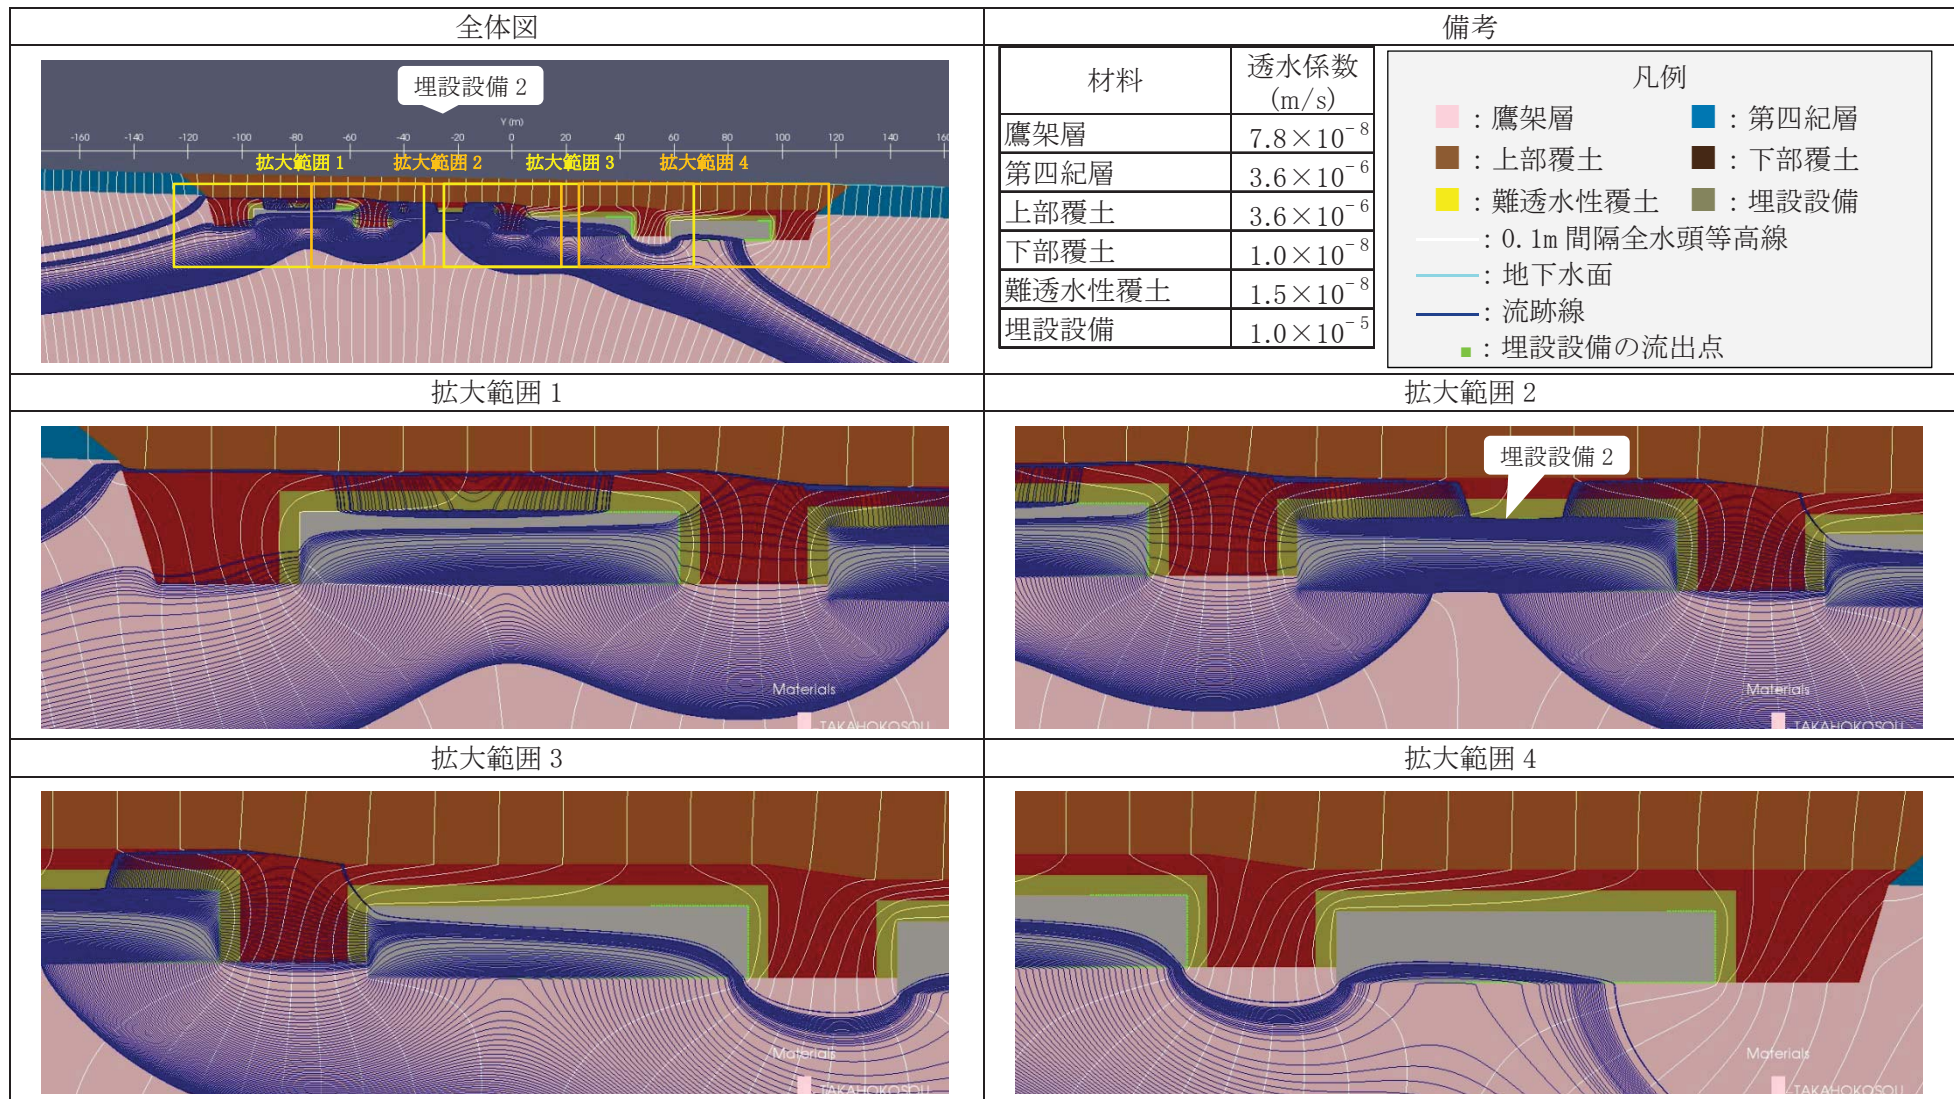 全体図
備考
埋設設備 2
Y (m)
-160 -140 -120 -100 -80 -60 -40 -20 0 20 40 60 80 100 120 140 160
拡大範囲 1 拡大範囲 2 拡大範囲 3 拡大範囲 4
材料 透水係数
(m/s)
鷹架層 7.8×10⁻⁸
第四紀層 3.6×10⁻⁶
上部覆土 3.6×10⁻⁶
下部覆土 1.0×10⁻⁸
難透水性覆土 1.5×10⁻⁸
埋設設備 1.0×10⁻⁵
凡例
：鷹架層 ：第四紀層
：上部覆土 ：下部覆土
：難透水性覆土 ：埋設設備
：0.1m 間隔全水頭等高線
：地下水面
：流跡線
：埋設設備の流出点
拡大範囲 1
拡大範囲 2
Materials
TAKAHOKOSOU
埋設設備 2
Materials
TAKAHOKOSOU
拡大範囲 3
拡大範囲 4
Materials
TAKAHOKOSOU
Materials
TAKAHOKOSOU